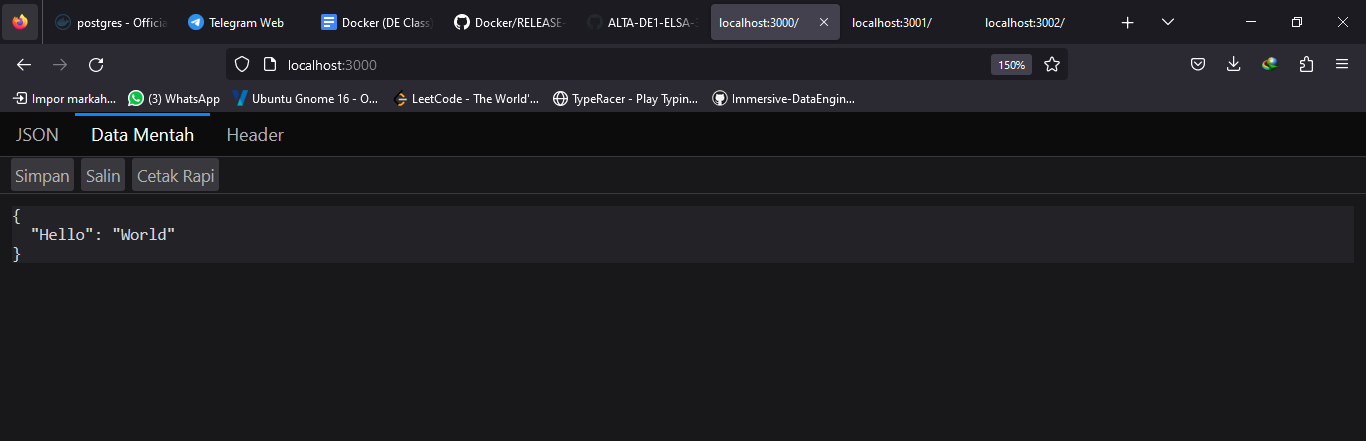 postgres - Officia
Telegram Web
Docker (DE Class)
Docker/RELEASE-
ALTA-DE1-ELSA-
localhost:3000/
localhost:3001/
localhost:3002/
localhost:3000
150%
Impor markah...
(3) WhatsApp
Ubuntu Gnome 16 - O...
LeetCode - The World'...
TypeRacer - Play Typin...
Immersive-DataEngin...
JSON
Data Mentah
Header
Simpan
Salin
Cetak Rapi
{
"Hello": "World"
}